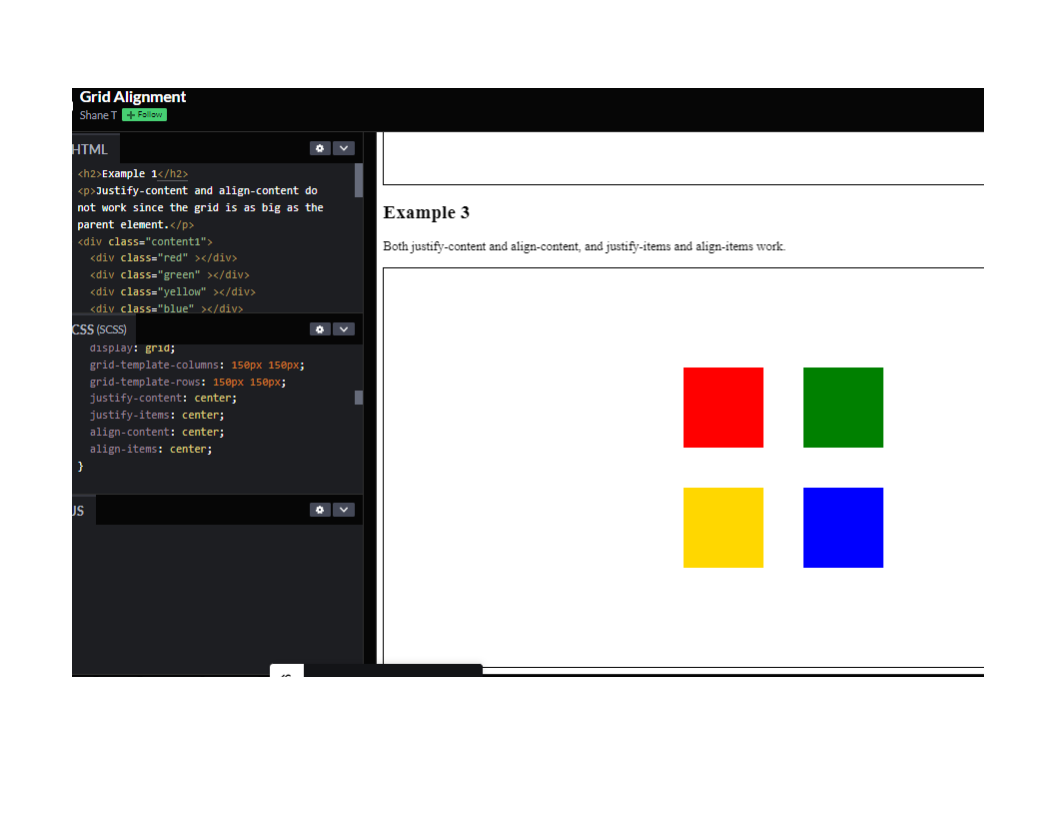 Grid Alignment
Shane T + Follow
HTML
<h2>Example 1</h2>
<p>Justify-content and align-content do
not work since the grid is as big as the
parent element.</p>
<div class="content1">
<div class="red" ></div>
<div class="green" ></div>
<div class="yellow" ></div>
<div class="blue" ></div>
CSS (SCSS)
display: grid;
grid-template-columns: 150px 150px;
grid-template-rows: 150px 150px;
justify-content: center;
justify-items: center;
align-content: center;
align-items: center;
}
JS
Example 3
Both justify-content and align-content, and justify-items and align-items work.